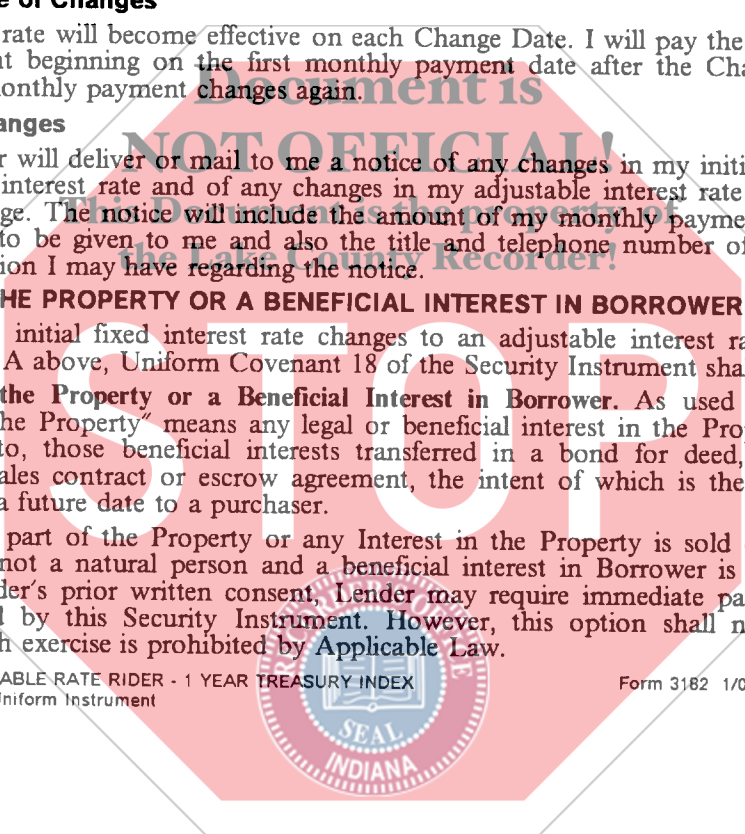 e of Changes
rate will become effective on each Change Date. I will pay the
nt beginning on the first monthly payment date after the Cha
onthly payment changes again.
Document is
anges
NOT OFFICIAL!
r will deliver or mail to me a notice of any changes in my initi
interest rate and of any changes in my adjustable interest rate
ge. The notice will include the amount of my monthly payme
This Document is the property of
to be given to me and also the title and telephone number of
the Lake County Recorder!
ion I may have regarding the notice.
HE PROPERTY OR A BENEFICIAL INTEREST IN BORROWER
initial fixed interest rate changes to an adjustable interest ra
A above, Uniform Covenant 18 of the Security Instrument sha
the Property or a Beneficial Interest in Borrower. As used
he Property" means any legal or beneficial interest in the Pro
to, those beneficial interests transferred in a bond for deed,
ales contract or escrow agreement, the intent of which is the
a future date to a purchaser.
STOP
part of the Property or any Interest in the Property is sold
not a natural person and a beneficial interest in Borrower is
der's prior written consent, Lender may require immediate pa
l by this Security Instrument. However, this option shall n
h exercise is prohibited by Applicable Law.
ABLE RATE RIDER - 1 YEAR TREASURY INDEX
Form 3182 1/0
niform Instrument
RECORDER'S OFFICE
SEAL
INDIANA